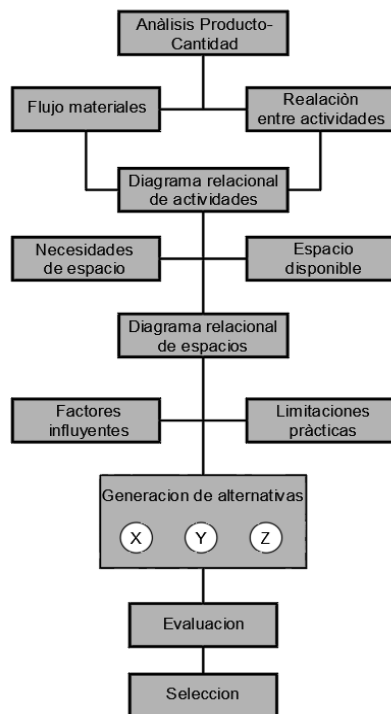 Anàlisis Producto-
Cantidad
Flujo materiales
Realaciòn
entre actividades
Diagrama relacional
de actividades
Necesidades
de espacio
Espacio
disponible
Diagrama relacional
de espacios
Factores
influyentes
Limitaciones
pràcticas
Generacion de alternativas
X Y Z
Evaluacion
Seleccion